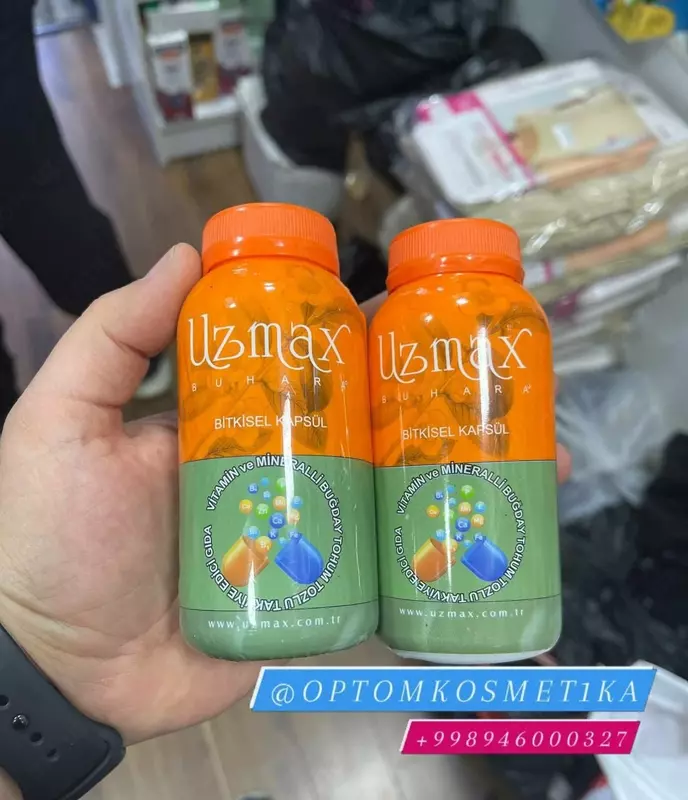 Uzmax
BUHARA
BİTKİSEL KAPSÜL
VİTAMİN ve MİNERALLİ BUĞDAY TOHUM TOZLU TAKVİYE EDİCİ GIDA
www.uzmax.com.tr
Uzmax
BUHARA
BİTKİSEL KAPSÜL
VİTAMİN ve MİNERALLİ BUĞDAY TOHUM TOZLU TAKVİYE EDİCİ GIDA
www.uzmax.com.tr
@OPTOMKOSMET1KA
+998946000327